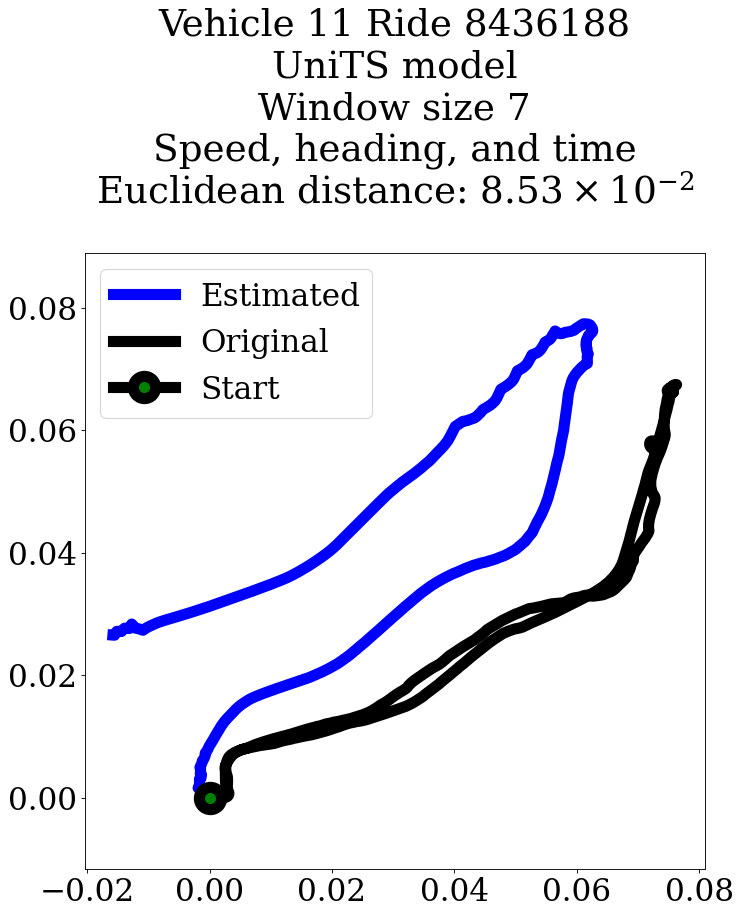 Vehicle 11 Ride 8436188
UniTS model
Window size 7
Speed, heading, and time
Euclidean distance: 8.53 × 10⁻²
Estimated
Original
Start
0.08
0.06
0.04
0.02
0.00
−0.02 0.00 0.02 0.04 0.06 0.08